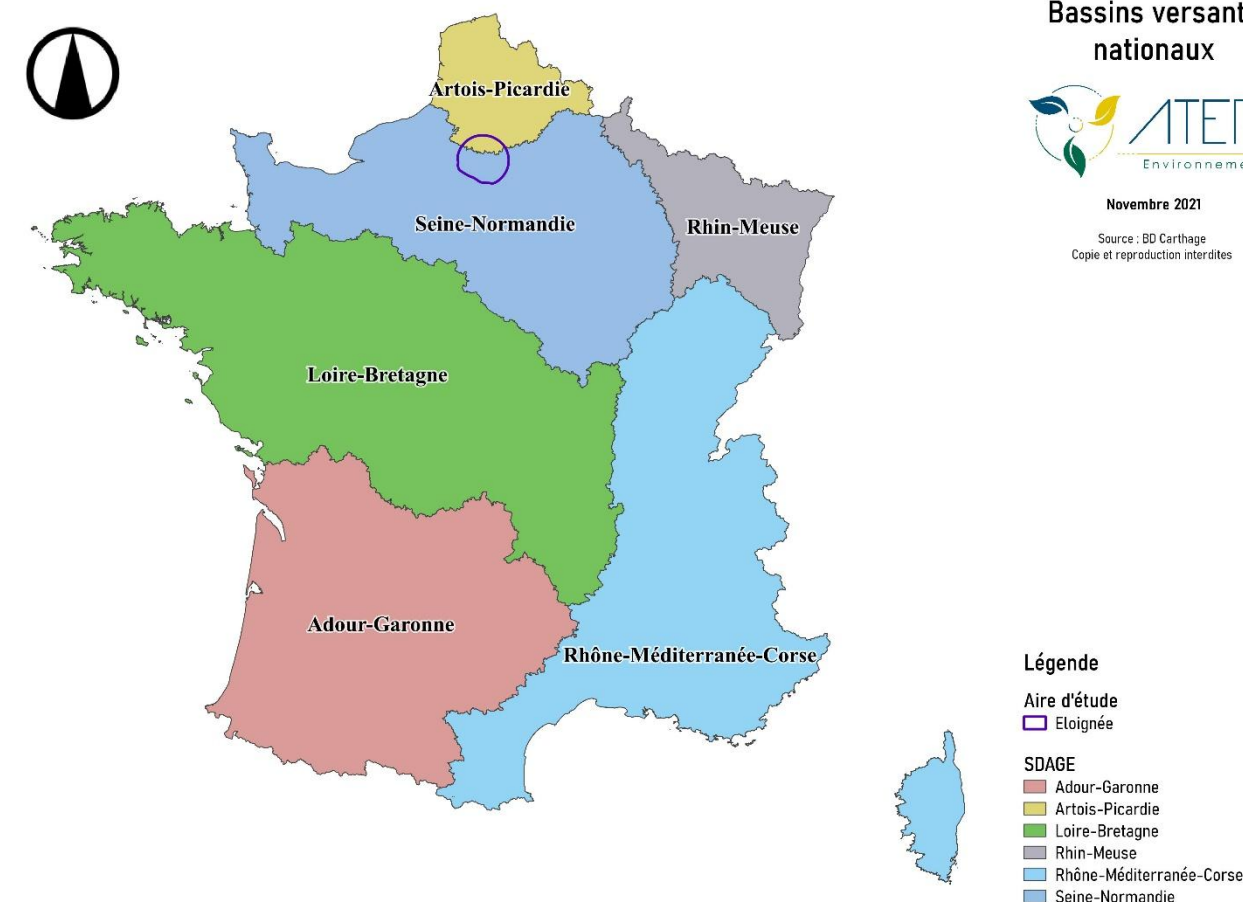 Bassins versant
nationaux
ATE
Environneme
Novembre 2021
Source : BD Carthage
Copie et reproduction interdites
Artois-Picardie
Seine-Normandie
Rhin-Meuse
Loire-Bretagne
Adour-Garonne
Rhône-Méditerranée-Corse
Légende
Aire d'étude
Eloignée
SDAGE
Adour-Garonne
Artois-Picardie
Loire-Bretagne
Rhin-Meuse
Rhône-Méditerranée-Corse
Seine-Normandie